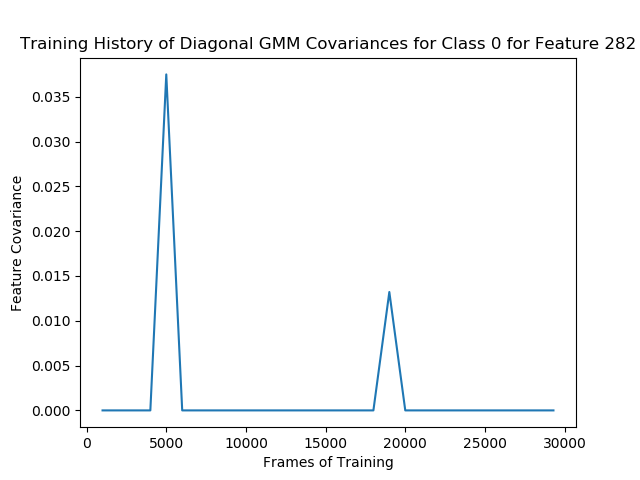 Training History of Diagonal GMM Covariances for Class 0 for Feature 282
0.035
0.030
0.025
0.020
0.015
0.010
0.005
0.000
Feature Covariance
0 5000 10000 15000 20000 25000 30000
Frames of Training